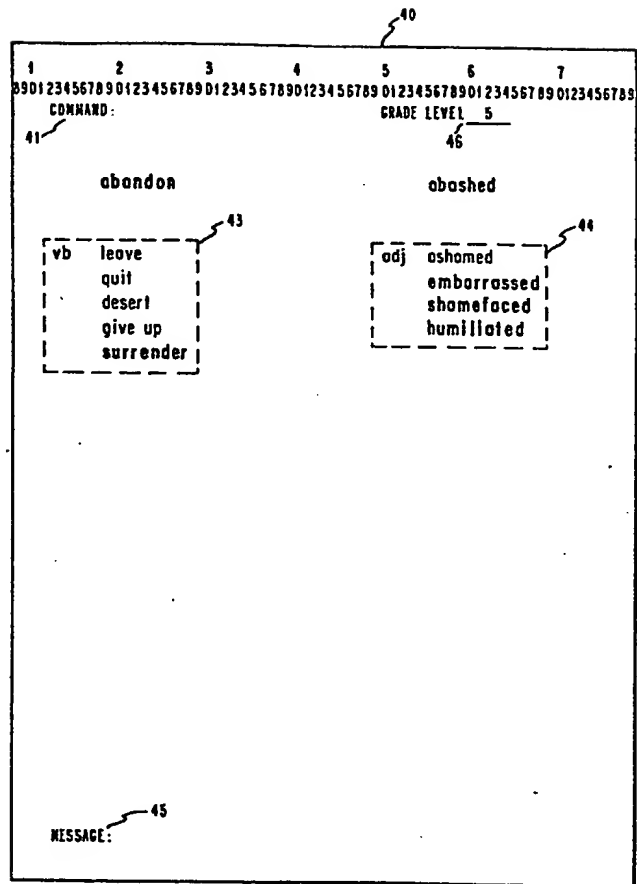 40
1 2 3 4 5 6 7
8901234567890123456789012345678901234567890123456789012345678901234567890123456789
COMMAND: GRADE LEVEL 5
41 46
abandon abashed
43 44
vb leave adj ashamed
quit embarrassed
desert shamefaced
give up humiliated
surrender
45
MESSAGE: